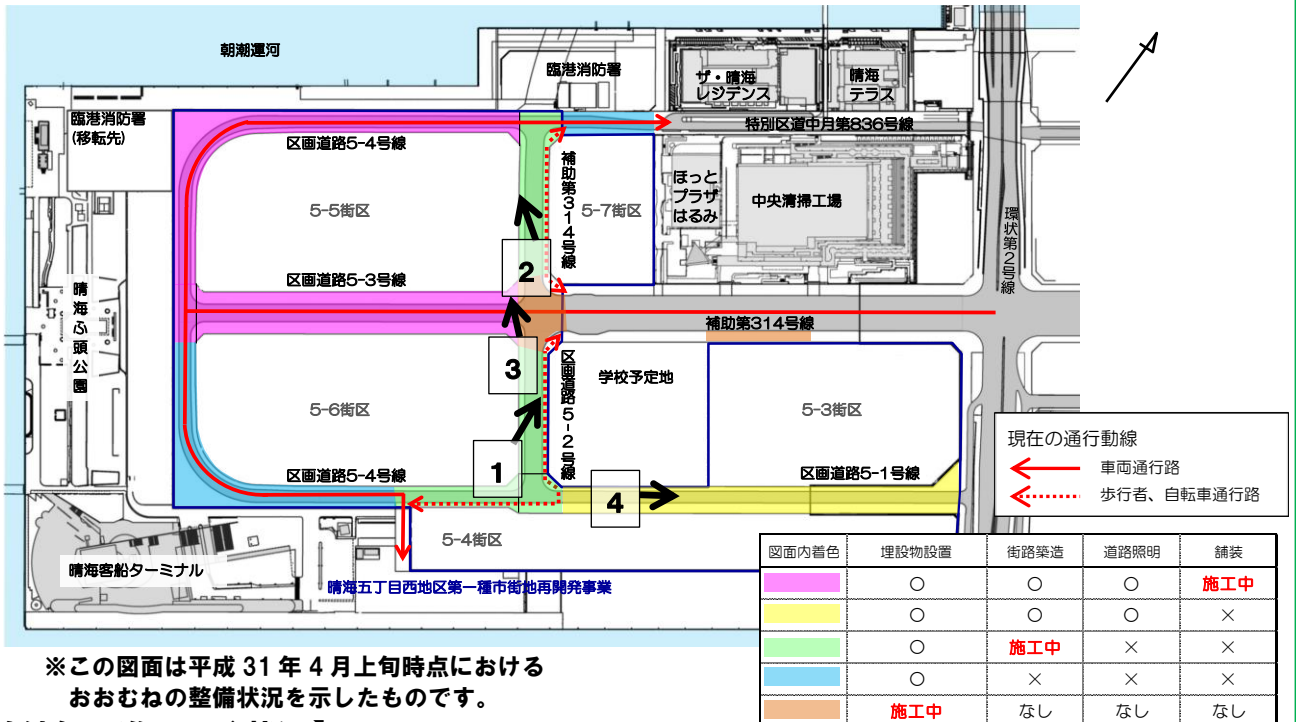 朝潮運河
臨港消防署
ザ・晴海
レジデンス
晴海
テラス
臨港消防署
(移転先)
特別区道中月第836号線
区画道路5-4号線
補助第314号線
ほっと
プラザ
はるみ
中央清掃工場
5-5街区
5-7街区
環状第2号線
2
区画道路5-3号線
晴海ふ頭公園
補助第314号線
3
区画道路5-2号線
学校予定地
5-6街区
5-3街区
現在の通行動線
車両通行路
歩行者、自転車通行路
1
区画道路5-4号線
区画道路5-1号線
4
5-4街区
晴海客船ターミナル
晴海五丁目西地区第一種市街地再開発事業
図面内着色 埋設物設置 街路築造 道路照明 舗装
○ ○ ○ 施工中
○ ○ ○ ×
○ 施工中 × ×
○ × × ×
施工中 なし なし なし
※この図面は平成31年4月上旬時点における
おおむねの整備状況を示したものです。